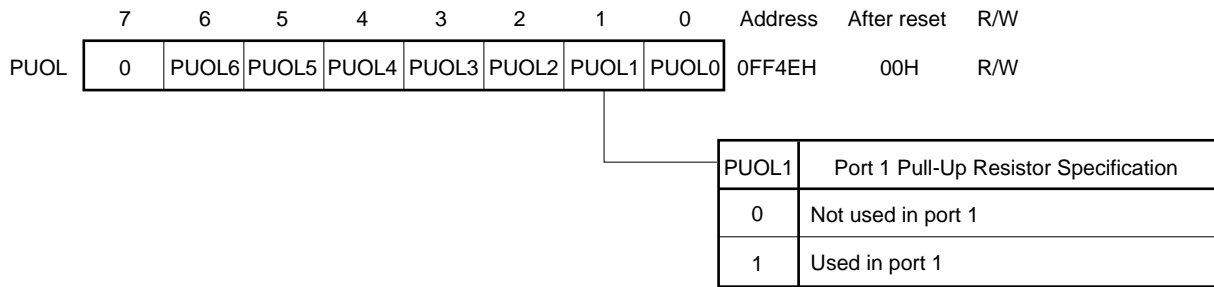 7 6 5 4 3 2 1 0 Address After reset R/W
PUOL 0 PUOL6 PUOL5 PUOL4 PUOL3 PUOL2 PUOL1 PUOL0 0FF4EH 00H R/W
PUOL1 Port 1 Pull-Up Resistor Specification
0 Not used in port 1
1 Used in port 1